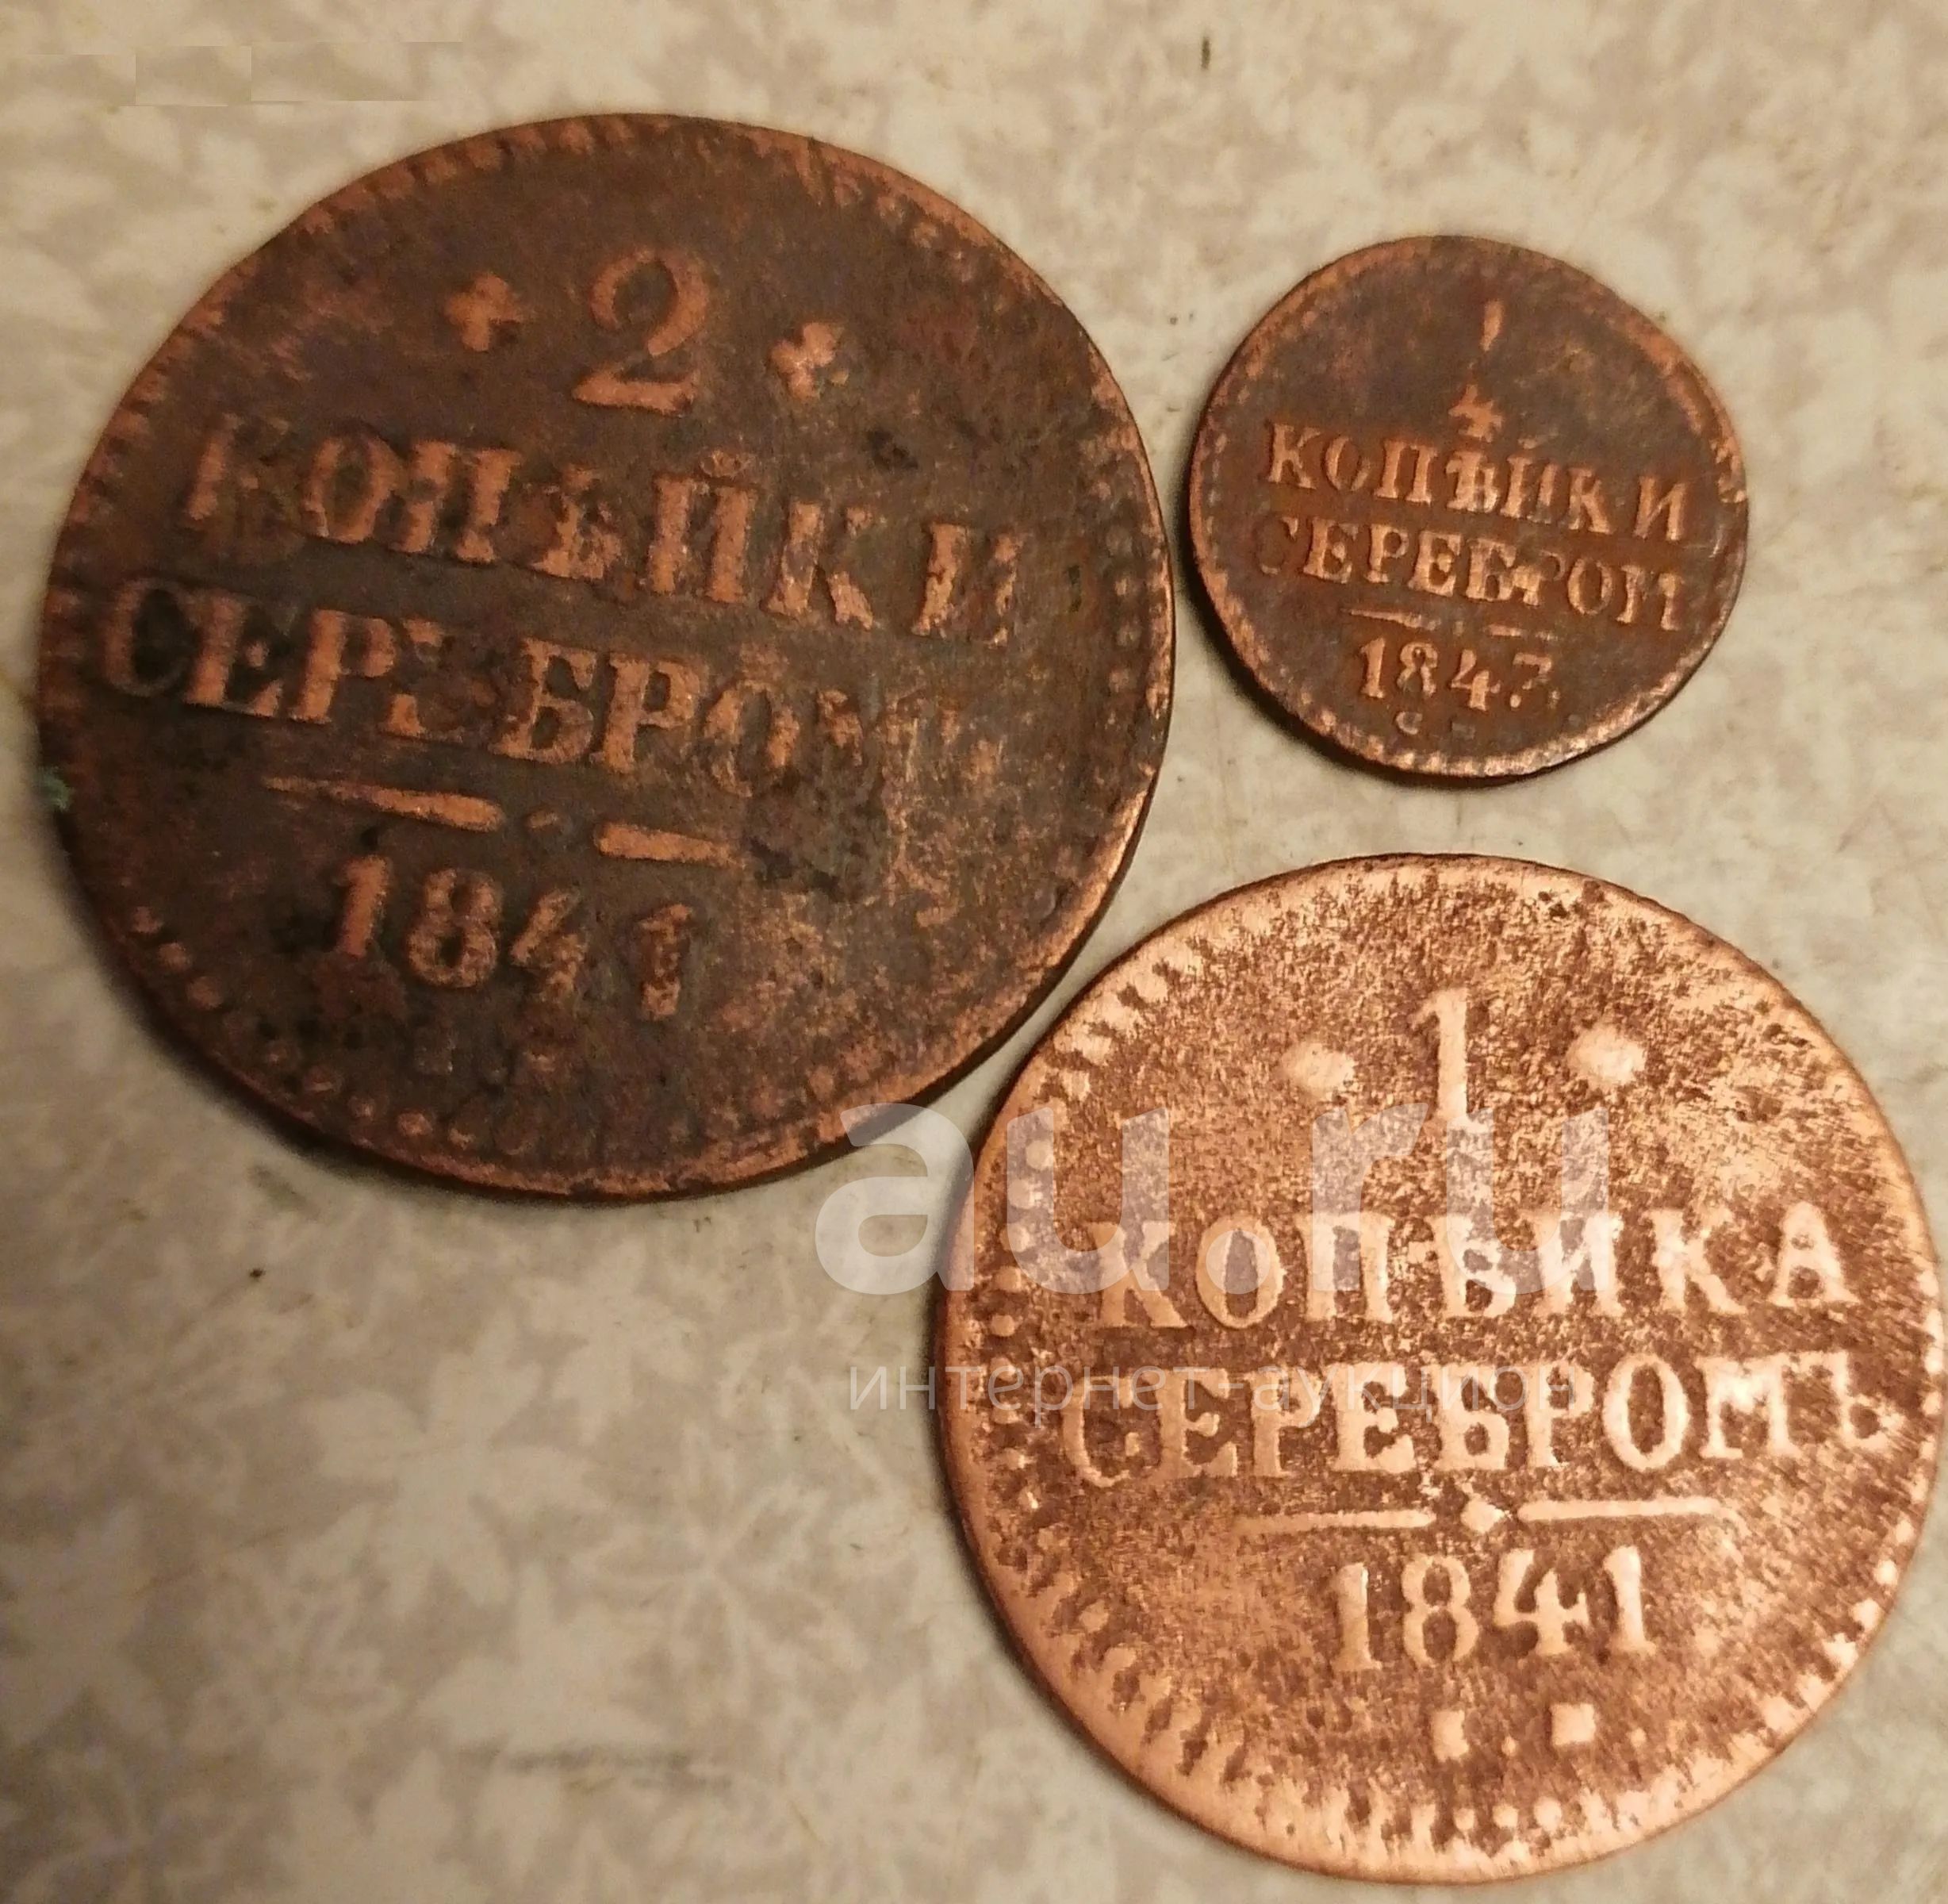 2
КОПѢЙКИ
СЕРЕБРОМЪ
1841
1
4
КОПѢЙКИ
СЕРЕБРОМ
1843.
1
КОПѢЙКА
СЕРЕБРОМЪ
1841
au.ru
интернет-аукцион